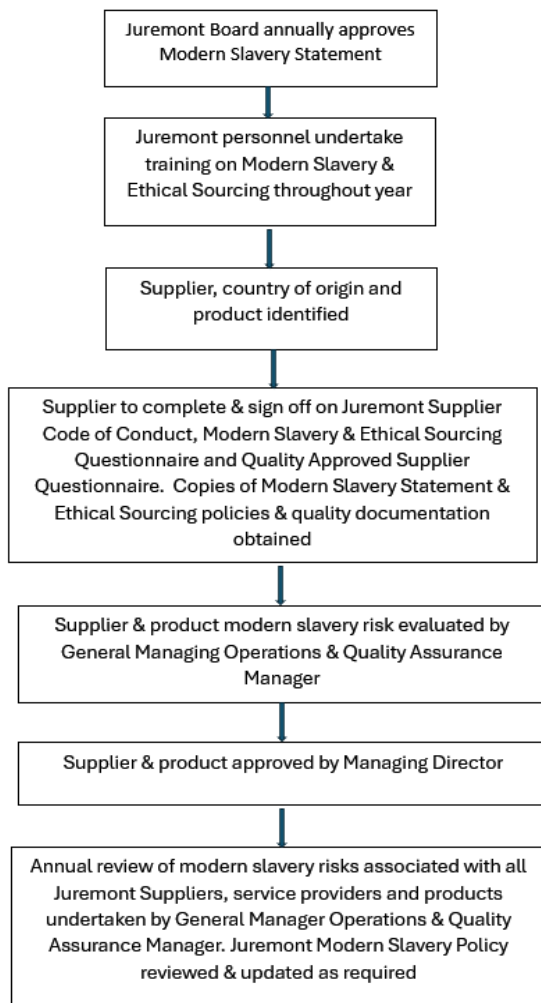 Juremont Board annually approves
Modern Slavery Statement
Juremont personnel undertake
training on Modern Slavery &
Ethical Sourcing throughout year
Supplier, country of origin and
product identified
Supplier to complete & sign off on Juremont Supplier
Code of Conduct, Modern Slavery & Ethical Sourcing
Questionnaire and Quality Approved Supplier
Questionnaire.  Copies of Modern Slavery Statement &
Ethical Sourcing policies & quality documentation
obtained
Supplier & product modern slavery risk evaluated by
General Managing Operations & Quality Assurance
Manager
Supplier & product approved by Managing Director
Annual review of modern slavery risks associated with all
Juremont Suppliers, service providers and products
undertaken by General Manager Operations & Quality
Assurance Manager. Juremont Modern Slavery Policy
reviewed & updated as required